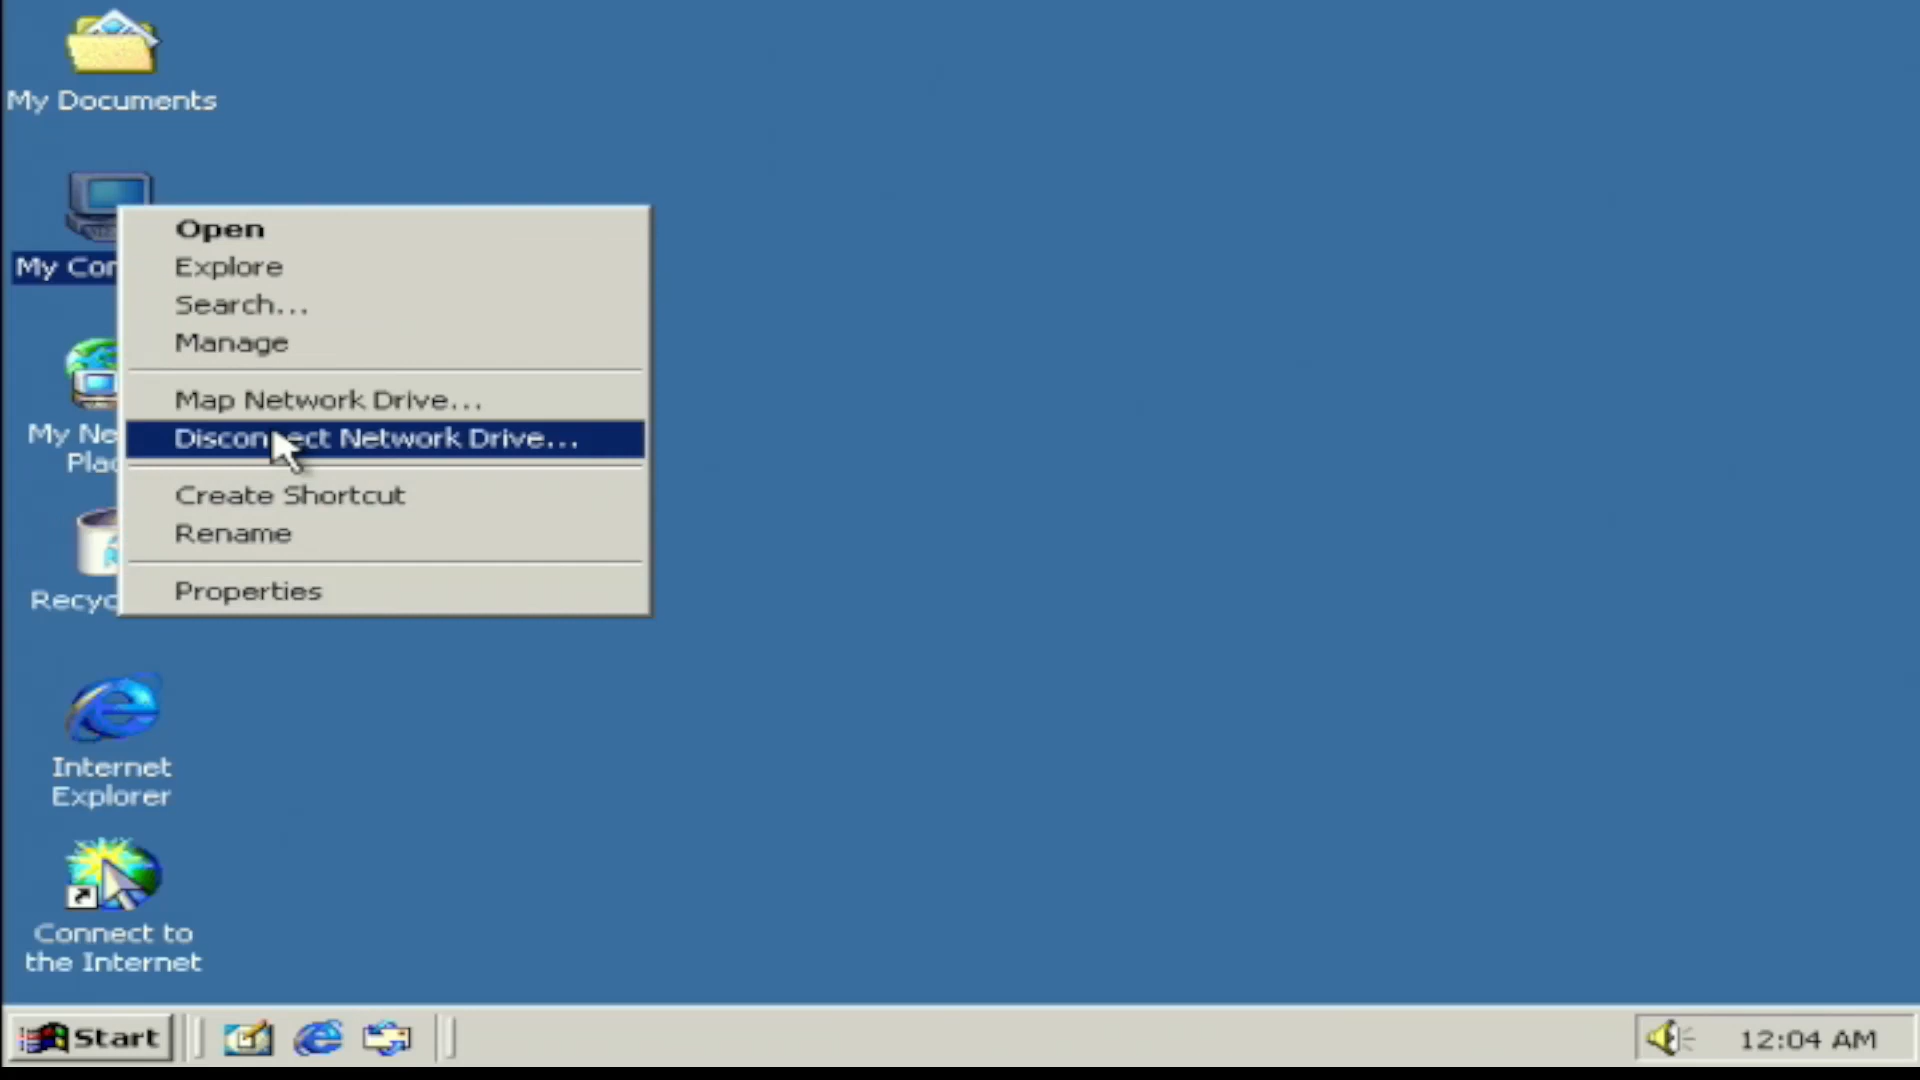 My Documents
My Co
Open
Explore
Search...
Manage
Map Network Drive...
Disconnect Network Drive...
Create Shortcut
Rename
Properties
My Ne
Plac
Recyc
Internet
Explorer
Connect to
the Internet
Start
12:04 AM